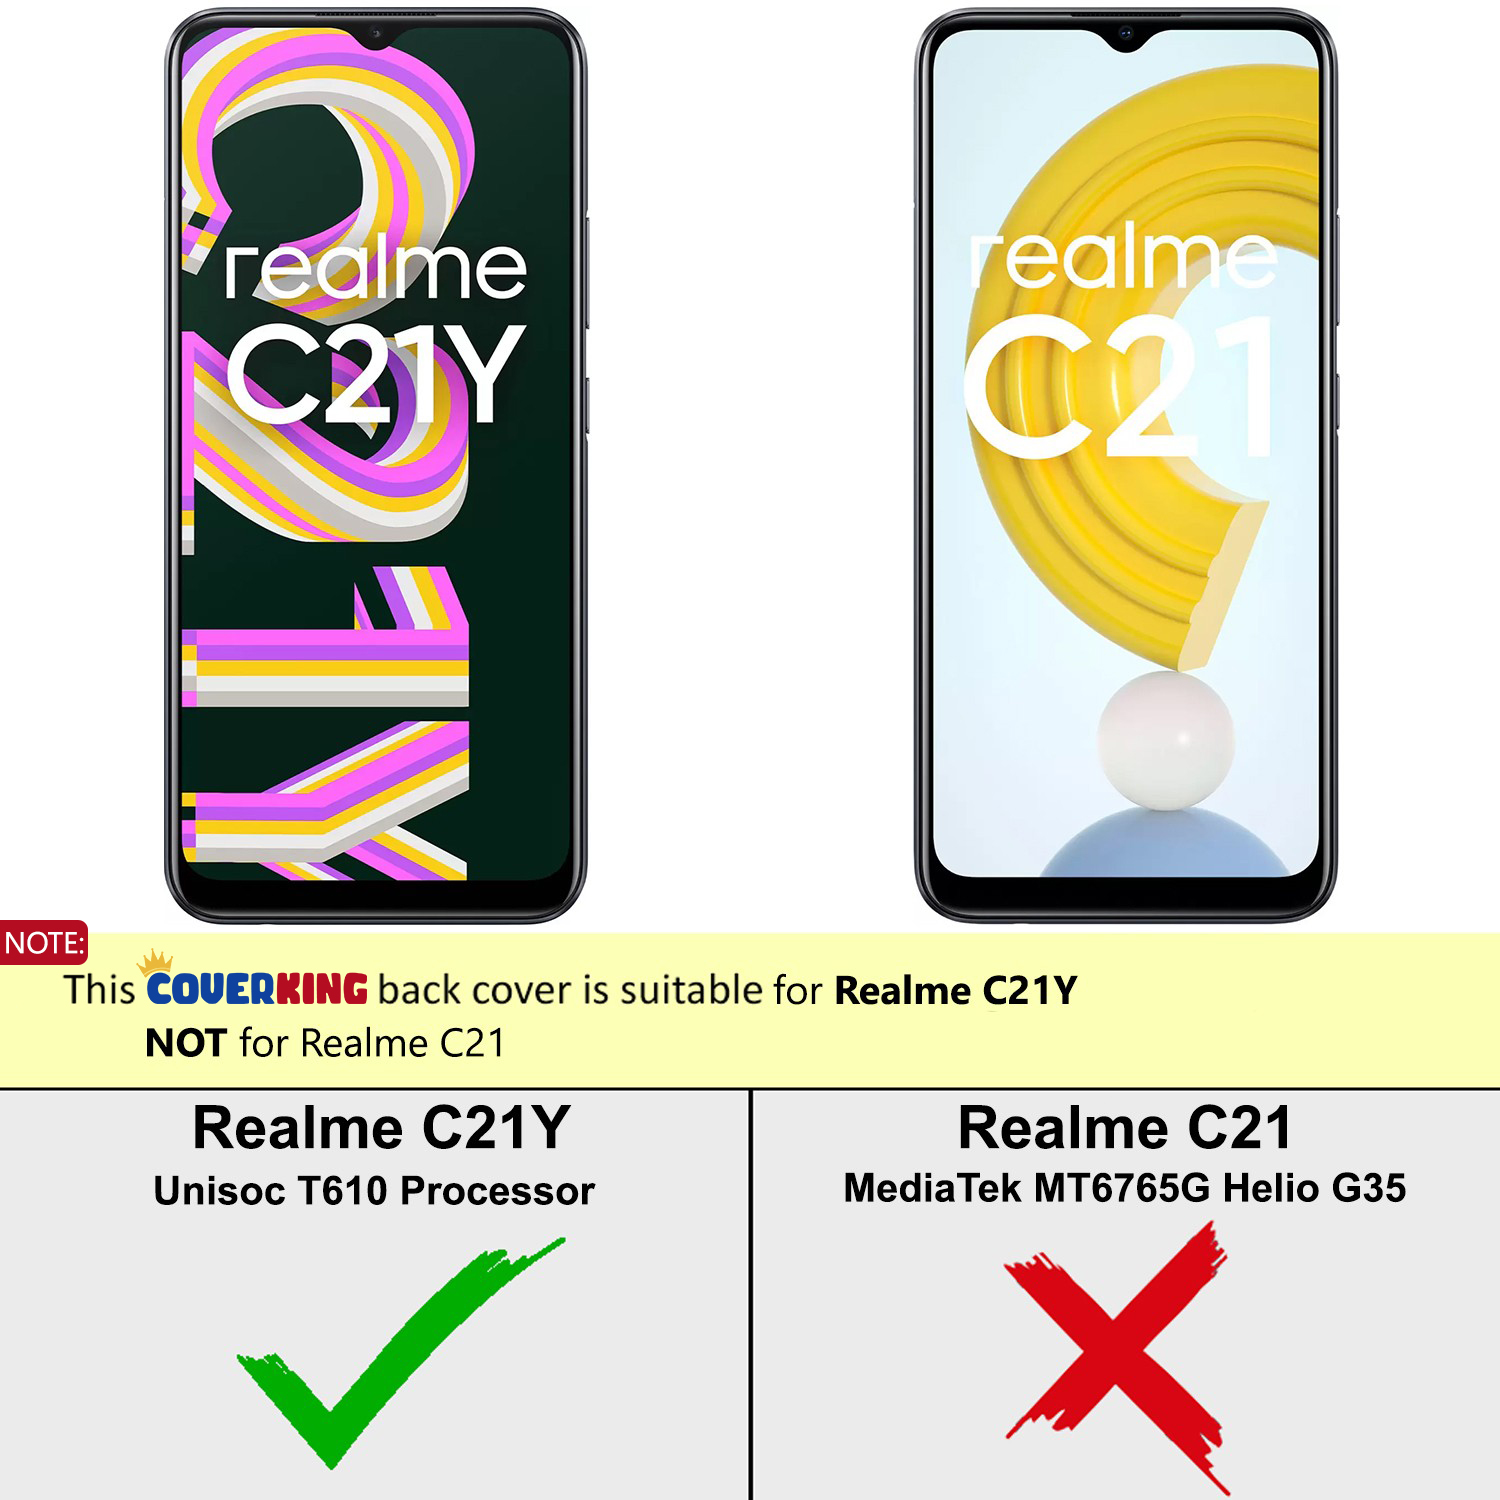 realme
C21Y
realme
C21
NOTE:
This COVERKING back cover is suitable for Realme C21Y
NOT for Realme C21
Realme C21Y
Unisoc T610 Processor
Realme C21
MediaTek MT6765G Helio G35